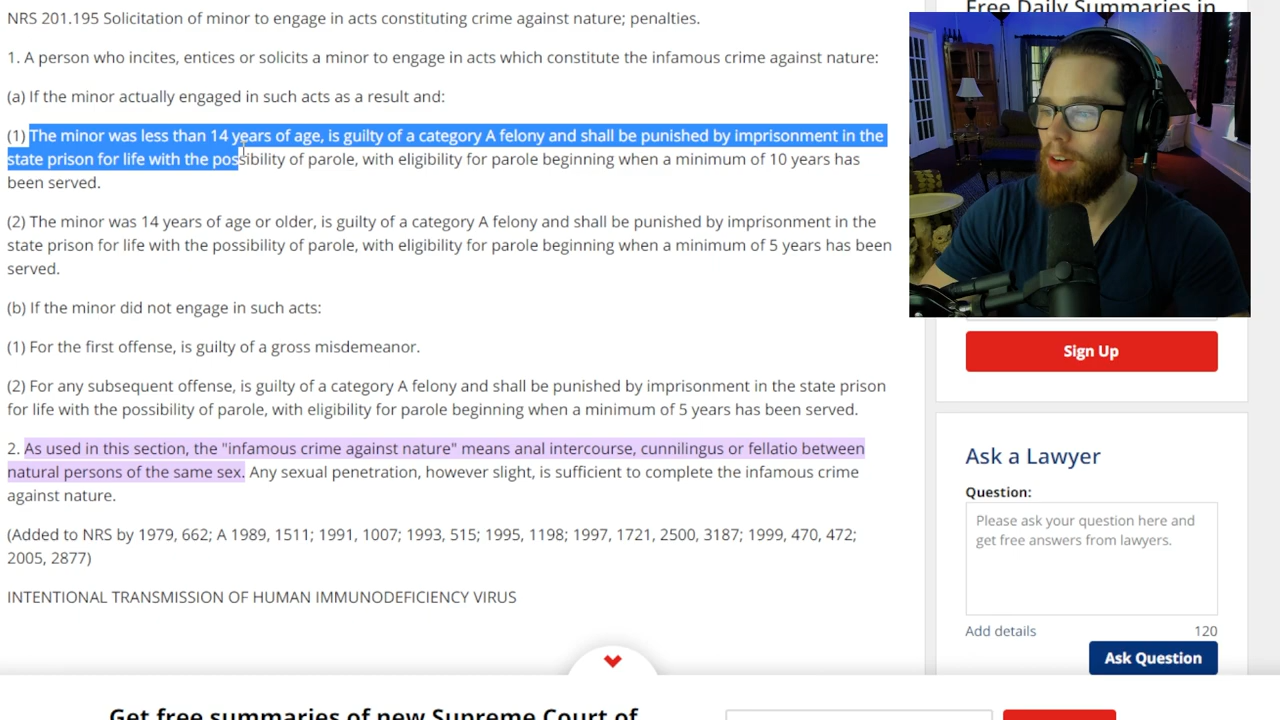 NRS 201.195 Solicitation of minor to engage in acts constituting crime against nature; penalties.
1. A person who incites, entices or solicits a minor to engage in acts which constitute the infamous crime against nature:
(a) If the minor actually engaged in such acts as a result and:
(1) The minor was less than 14 years of age, is guilty of a category A felony and shall be punished by imprisonment in the
state prison for life with the possibility of parole, with eligibility for parole beginning when a minimum of 10 years has
been served.
(2) The minor was 14 years of age or older, is guilty of a category A felony and shall be punished by imprisonment in the
state prison for life with the possibility of parole, with eligibility for parole beginning when a minimum of 5 years has been
served.
(b) If the minor did not engage in such acts:
(1) For the first offense, is guilty of a gross misdemeanor.
(2) For any subsequent offense, is guilty of a category A felony and shall be punished by imprisonment in the state prison
for life with the possibility of parole, with eligibility for parole beginning when a minimum of 5 years has been served.
2. As used in this section, the "infamous crime against nature" means anal intercourse, cunnilingus or fellatio between
natural persons of the same sex. Any sexual penetration, however slight, is sufficient to complete the infamous crime
against nature.
(Added to NRS by 1979, 662; A 1989, 1511; 1991, 1007; 1993, 515; 1995, 1198; 1997, 1721, 2500, 3187; 1999, 470, 472;
2005, 2877)
INTENTIONAL TRANSMISSION OF HUMAN IMMUNODEFICIENCY VIRUS
Free Daily Summaries in
Sign Up
Ask a Lawyer
Question:
Please ask your question here and
get free answers from lawyers.
Add details
120
Ask Question
Get free summaries of new Supreme Court of